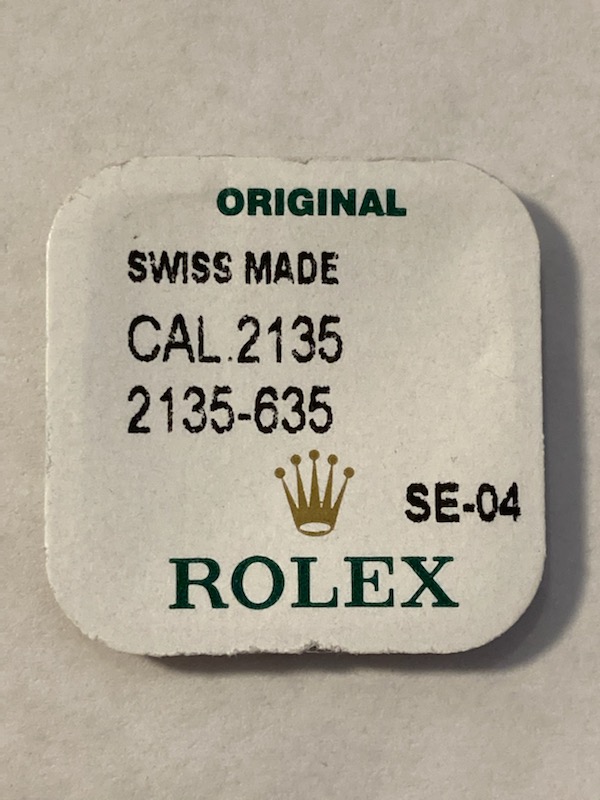 ORIGINAL
SWISS MADE
CAL.2135
2135-635
SE-04
ROLEX